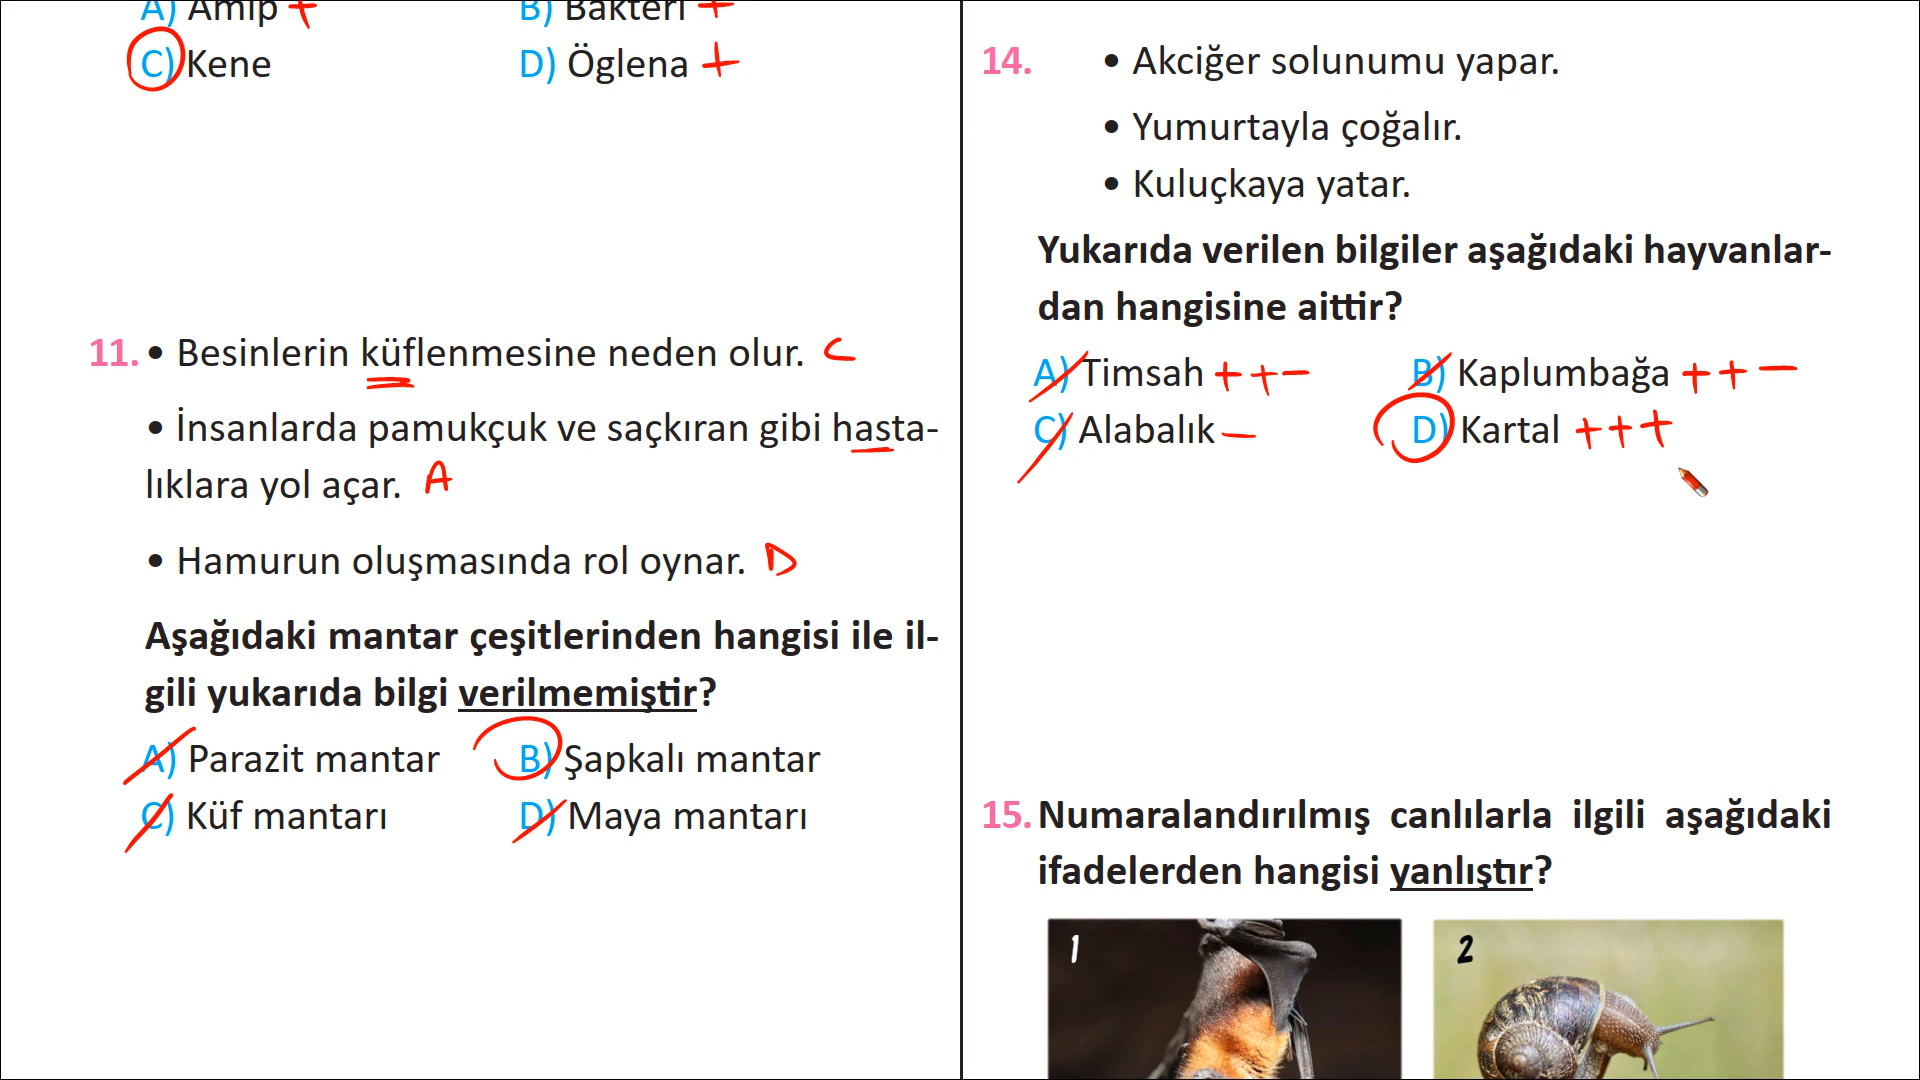 A) Amip +
B) Bakteri +
C) Kene
D) Öglena +
11. • Besinlerin küflenmesine neden olur. C
• İnsanlarda pamukçuk ve saçkıran gibi hasta-
lıklara yol açar. A
• Hamurun oluşmasında rol oynar. D
Aşağıdaki mantar çeşitlerinden hangisi ile il-
gili yukarıda bilgi verilmemiştir?
A) Parazit mantar
B) Şapkalı mantar
C) Küf mantarı
D) Maya mantarı
14. • Akciğer solunumu yapar.
• Yumurtayla çoğalır.
• Kuluçkaya yatar.
Yukarıda verilen bilgiler aşağıdaki hayvanlar-
dan hangisine aittir?
A) Timsah + + −
B) Kaplumbağa + + −
C) Alabalık −
D) Kartal + + +
15. Numaralandırılmış canlılarla ilgili aşağıdaki
ifadelerden hangisi yanlıştır?
1
2